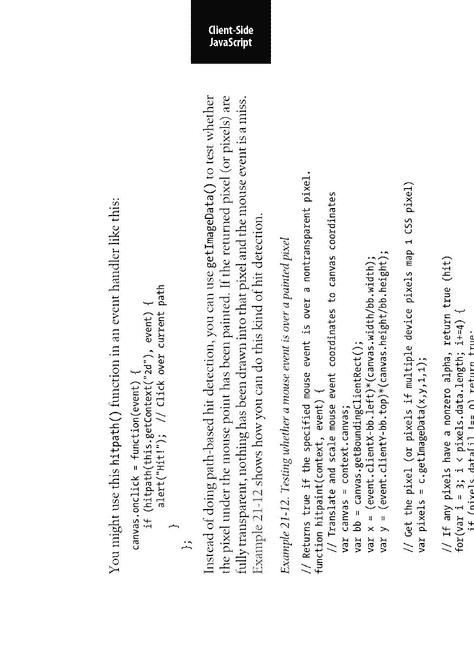 Client-Side
JavaScript
You might use this hitpath() function in an event handler like this:
canvas.onclick = function(event) {
if (hitpath(this.getContext("2d"), event) {
alert("Hit!"); // Click over current path
}
};
Instead of doing path-based hit detection, you can use getImageData() to test whether
the pixel under the mouse point has been painted. If the returned pixel (or pixels) are
fully transparent, nothing has been drawn into that pixel and the mouse event is a miss.
Example 21-12 shows how you can do this kind of hit detection.
Example 21-12. Testing whether a mouse event is over a painted pixel
// Returns true if the specified mouse event is over a nontransparent pixel.
function hitpaint(context, event) {
// Translate and scale mouse event coordinates to canvas coordinates
var canvas = context.canvas;
var bb = canvas.getBoundingClientRect();
var x = (event.clientX-bb.left)*(canvas.width/bb.width);
var y = (event.clientY-bb.top)*(canvas.height/bb.height);
// Get the pixel (or pixels if multiple device pixels map 1 CSS pixel)
var pixels = c.getImageData(x,y,1,1);
// If any pixels have a nonzero alpha, return true (hit)
for(var i = 3; i < pixels.data.length; i+=4) {
if (pixels.data[i] !== 0) return true;